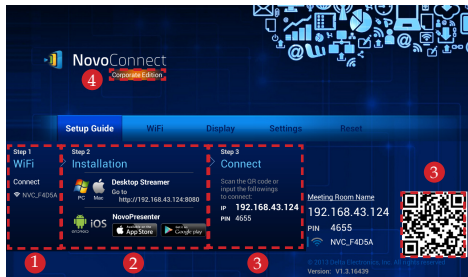 NovoConnect
4
Corporate Edition
Setup Guide
WiFi
Display
Settings
Reset
Step 1
WiFi
Connect
NVC_F4D5A
1
Step 2
Installation
PC
Mac
Desktop Streamer
Go to
http://192.168.43.124:8080
NovoPresenter
ANDROID
iOS
Available on the
App Store
Google play
2
Step 3
Connect
Scan the QR code or
input the followings
to connect:
IP 192.168.43.124
PIN 4655
3
3
Meeting Room Name
192.168.43.124
PIN 4655
NVC_F4D5A
© 2013 Delta Electronics, Inc. All rights reserved.
Version: V1.3.16439